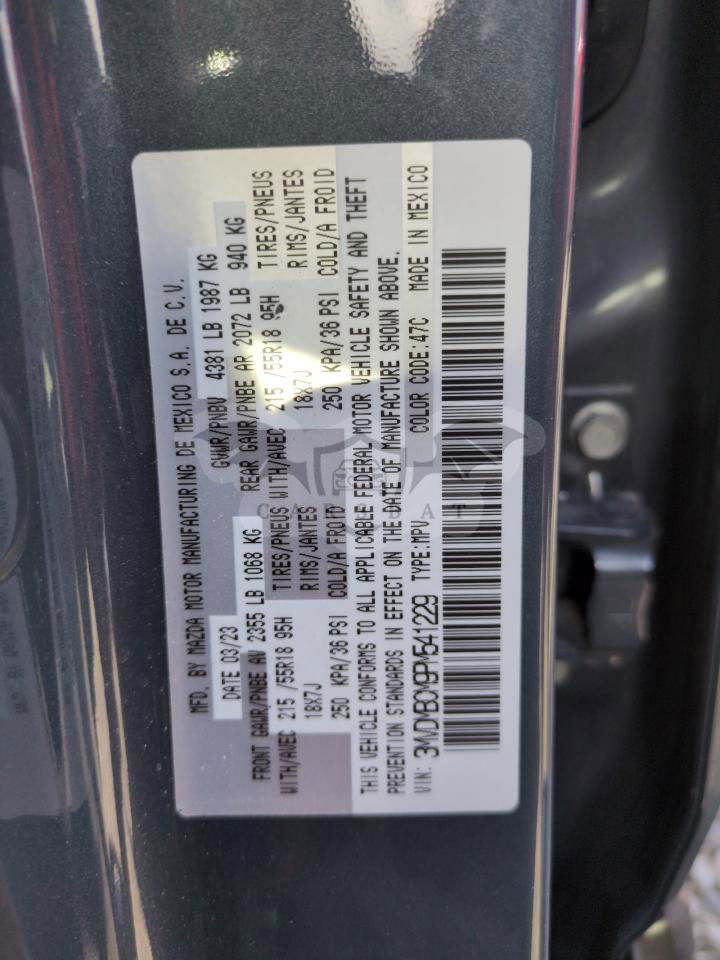 MFD. BY MAZDA MOTOR MANUFACTURING DE MEXICO S.A. DE C.V.
DATE 03/23 GVWR/PNBV 4381 LB 1987 KG
FRONT GAWR/PNBE AV 2355 LB 1068 KG REAR GAWR/PNBE AR 2072 LB 940 KG
WITH/AVEC 215 /55R18 95H TIRES/PNEUS WITH/AVEC 215 /55R18 95H TIRES/PNEUS
18X7J RIMS/JANTES 18X7J RIMS/JANTES
250 KPA/36 PSI COLD/A FROID 250 KPA/36 PSI COLD/A FROID
THIS VEHICLE CONFORMS TO ALL APPLICABLE FEDERAL MOTOR VEHICLE SAFETY AND THEFT
PREVENTION STANDARDS IN EFFECT ON THE DATE OF MANUFACTURE SHOWN ABOVE.
VIN: 3MVDMBCM9PM541229 TYPE:MPV COLOR CODE:47C MADE IN MEXICO